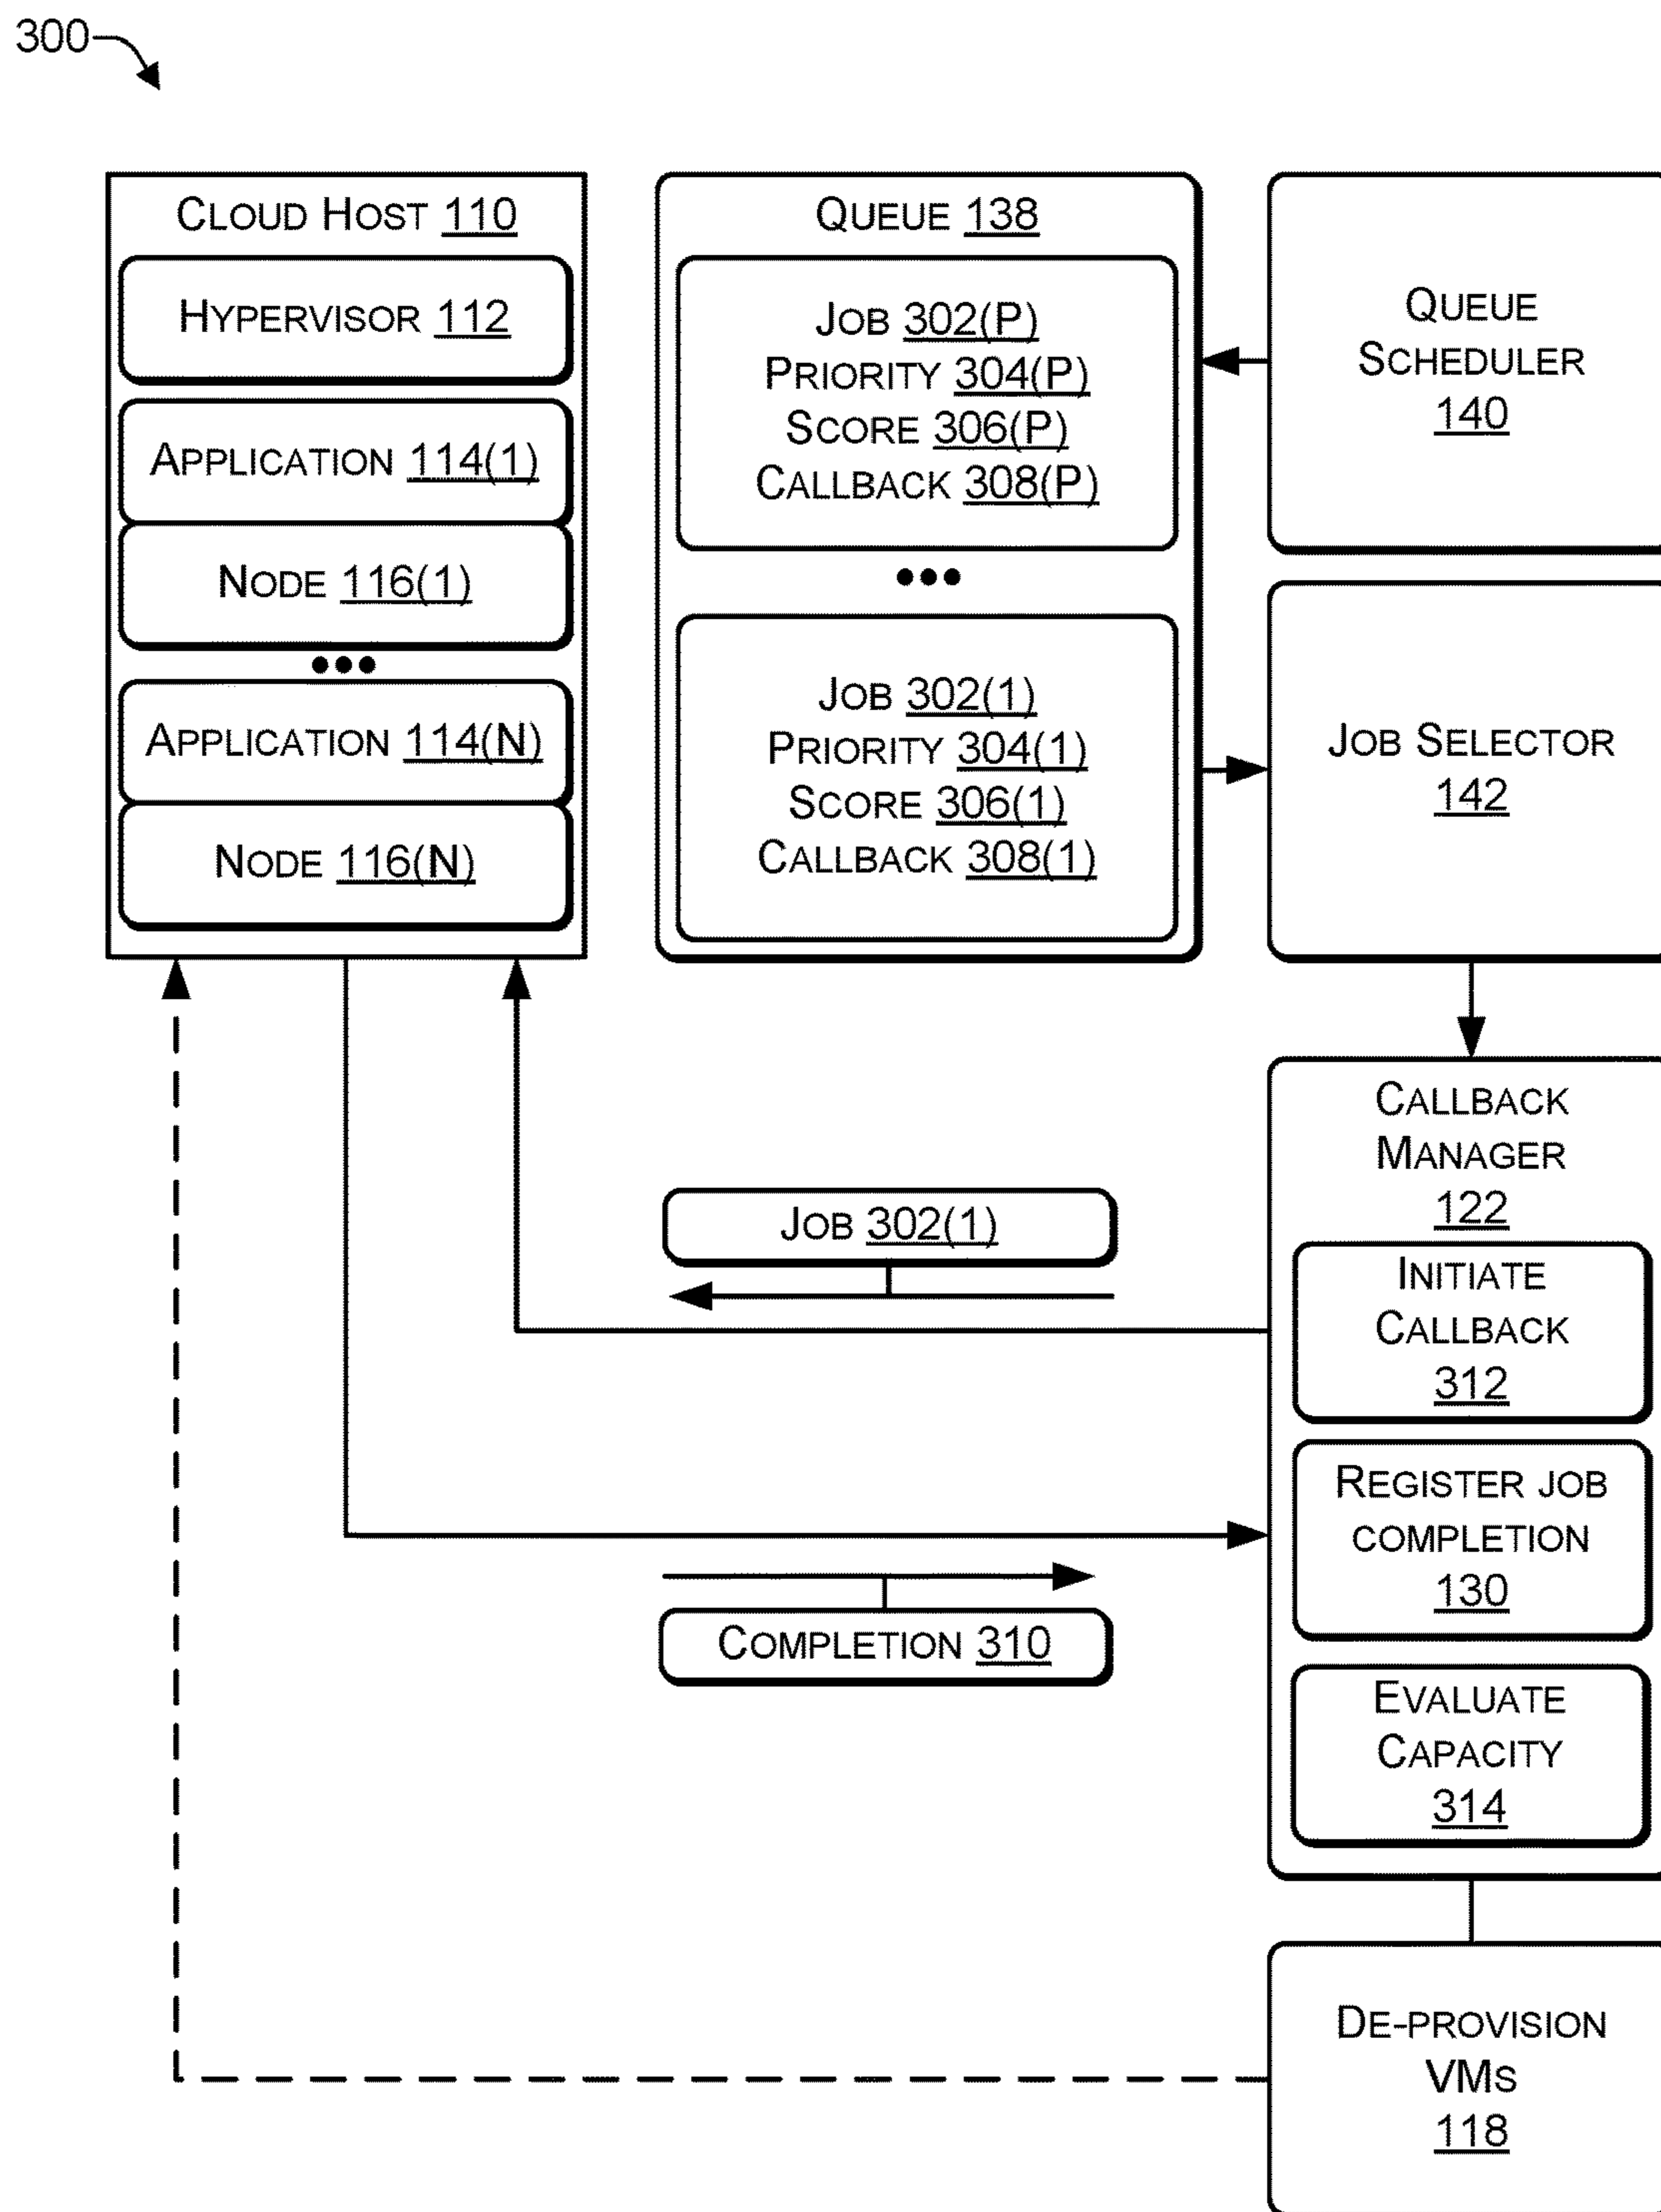 300
CLOUD HOST 110
HYPERVISOR 112
APPLICATION 114(1)
NODE 116(1)
•••
APPLICATION 114(N)
NODE 116(N)
QUEUE 138
JOB 302(P)
PRIORITY 304(P)
SCORE 306(P)
CALLBACK 308(P)
•••
JOB 302(1)
PRIORITY 304(1)
SCORE 306(1)
CALLBACK 308(1)
QUEUE
SCHEDULER
140
JOB SELECTOR
142
CALLBACK
MANAGER
122
INITIATE
CALLBACK
312
REGISTER JOB
COMPLETION
130
EVALUATE
CAPACITY
314
JOB 302(1)
COMPLETION 310
DE-PROVISION
VMS
118